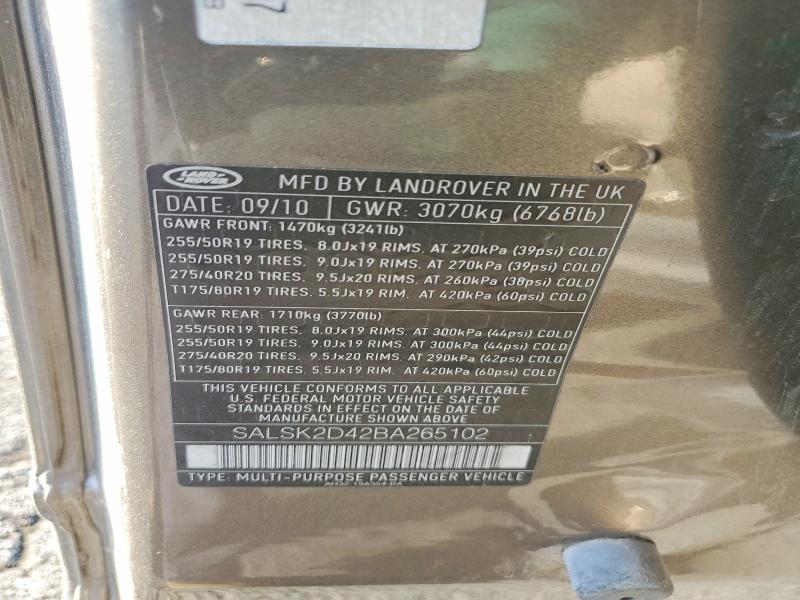 7
LAND ROVER
MFD BY LANDROVER IN THE UK
DATE: 09/10 GWR: 3070kg (6768lb)
GAWR FRONT: 1470kg (3241lb)
255/50R19 TIRES. 8.0Jx19 RIMS. AT 270kPa (39psi) COLD
255/50R19 TIRES. 9.0Jx19 RIMS. AT 270kPa (39psi) COLD
275/40R20 TIRES. 9.5Jx20 RIMS. AT 260kPa (38psi) COLD
T175/80R19 TIRES. 5.5Jx19 RIM. AT 420kPa (60psi) COLD
GAWR REAR: 1710kg (3770lb)
255/50R19 TIRES. 8.0Jx19 RIMS. AT 300kPa (44psi) COLD
255/50R19 TIRES. 9.0Jx19 RIMS. AT 300kPa (44psi) COLD
275/40R20 TIRES. 9.5Jx20 RIMS. AT 290kPa (42psi) COLD
T175/80R19 TIRES. 5.5Jx19 RIM. AT 420kPa (60psi) COLD
THIS VEHICLE CONFORMS TO ALL APPLICABLE
U.S. FEDERAL MOTOR VEHICLE SAFETY
STANDARDS IN EFFECT ON THE DATE OF
MANUFACTURE SHOWN ABOVE
SALSK2D42BA265102
TYPE: MULTI-PURPOSE PASSENGER VEHICLE